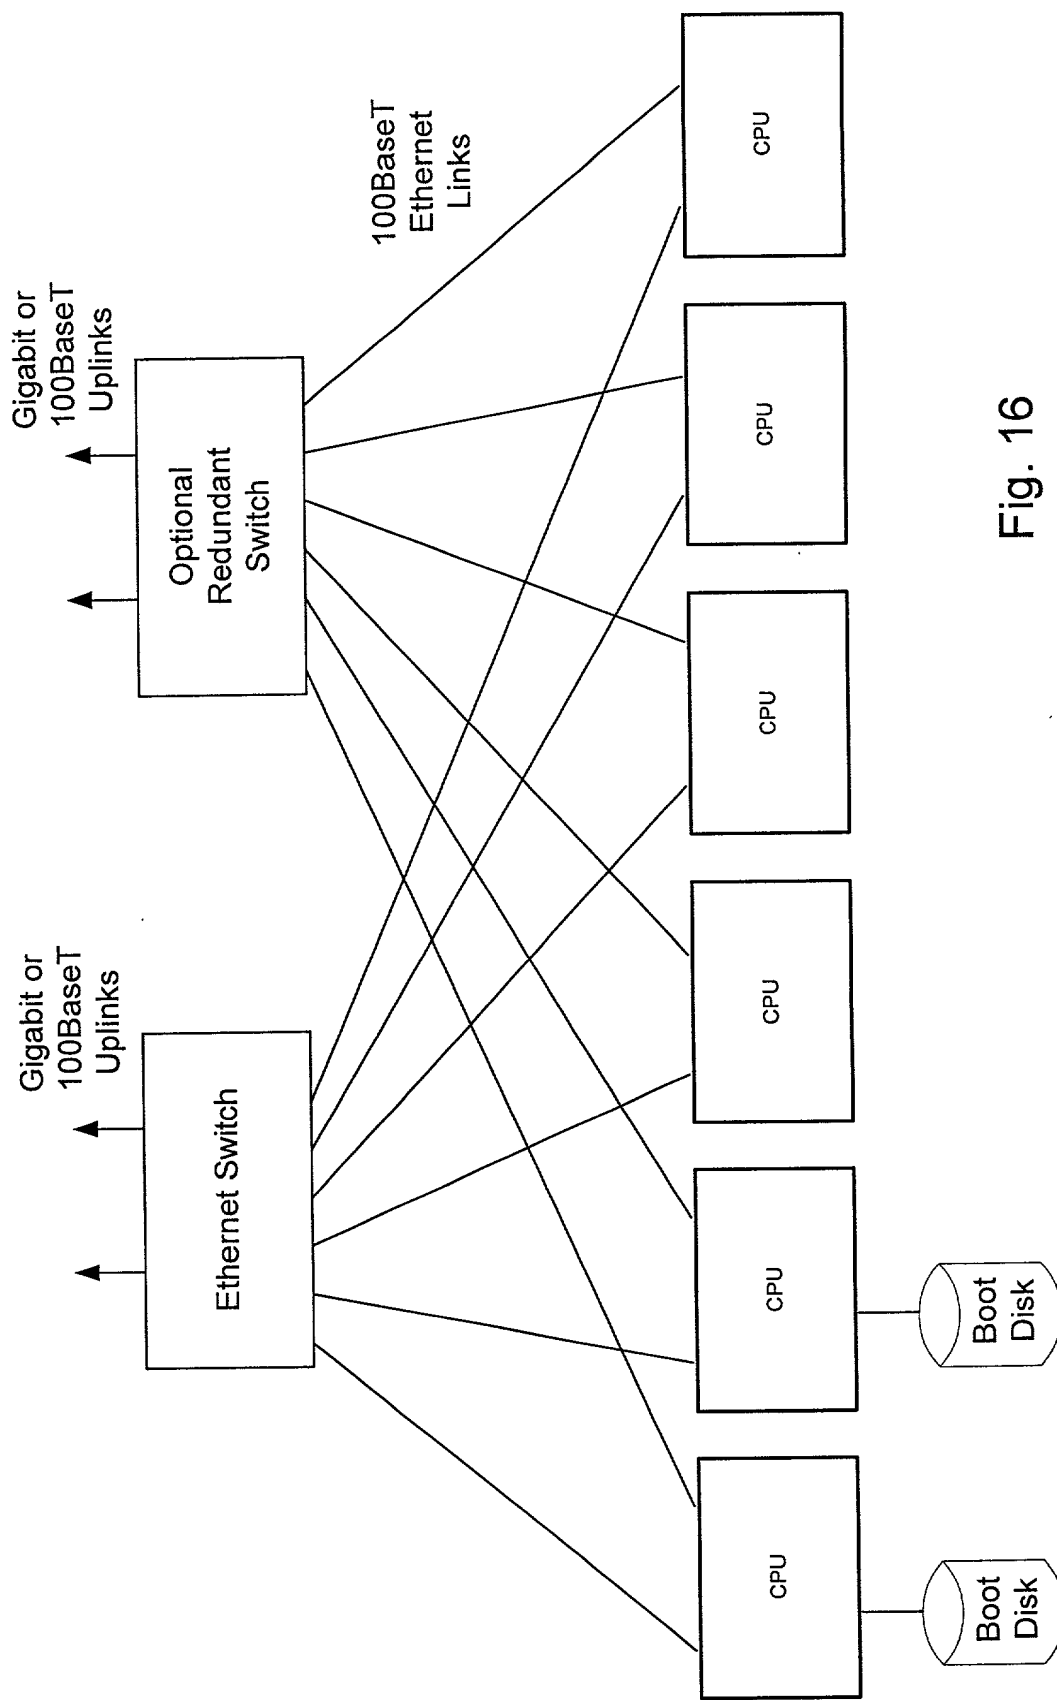 Gigabit or
100BaseT
Uplinks
Gigabit or
100BaseT
Uplinks
Ethernet Switch
Optional
Redundant
Switch
100BaseT
Ethernet
Links
CPU
CPU
CPU
CPU
CPU
CPU
Boot
Disk
Boot
Disk
Fig. 16